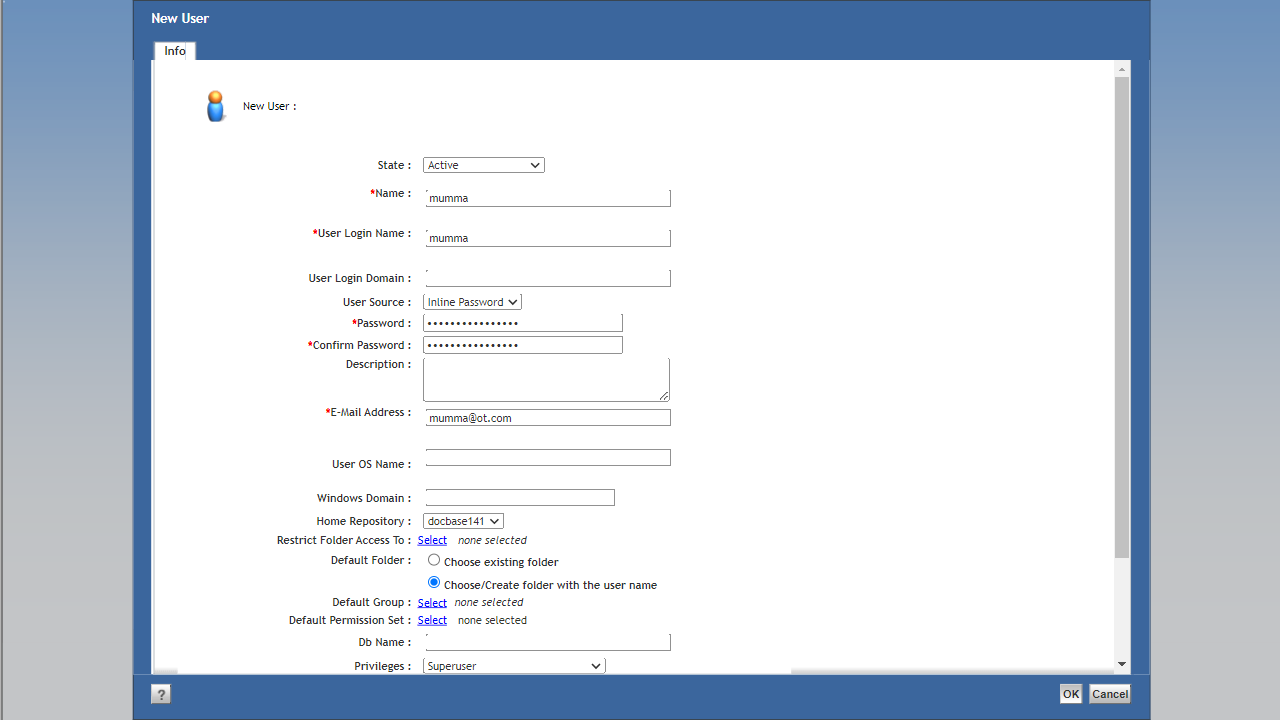 New User
Info
New User :
State : Active
*Name : mumma
*User Login Name : mumma
User Login Domain :
User Source : Inline Password
*Password : ••••••••••••••••
*Confirm Password : ••••••••••••••••
Description :
*E-Mail Address : mumma@ot.com
User OS Name :
Windows Domain :
Home Repository : docbase141
Restrict Folder Access To : Select none selected
Default Folder : Choose existing folder
Choose/Create folder with the user name
Default Group : Select none selected
Default Permission Set : Select none selected
Db Name :
Privileges : Superuser
? OK Cancel